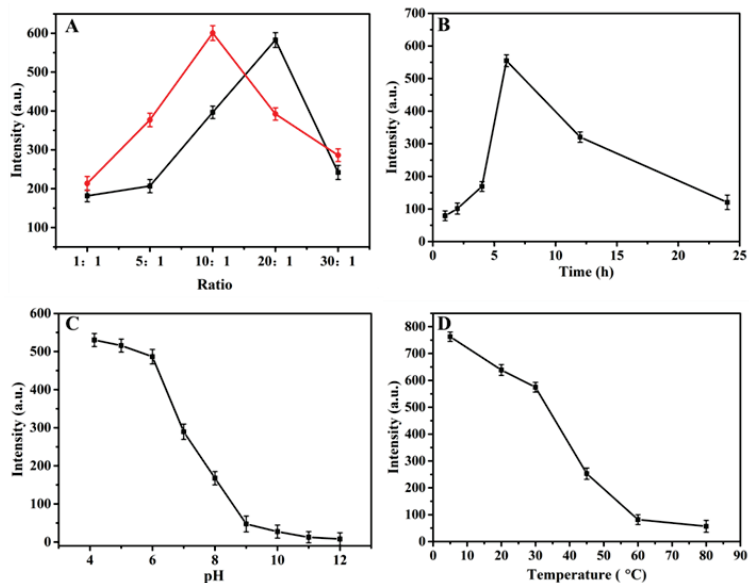 A
Intensity (a.u.)
600
500
400
300
200
100
1：1 5：1 10：1 20：1 30：1
Ratio
B
Intensity (a.u.)
700
600
500
400
300
200
100
0
0 5 10 15 20 25
Time (h)
C
Intensity (a.u.)
600
500
400
300
200
100
0
4 6 8 10 12
pH
D
Intensity (a.u.)
800
700
600
500
400
300
200
100
0
0 10 20 30 40 50 60 70 80 90
Temperature ( °C)